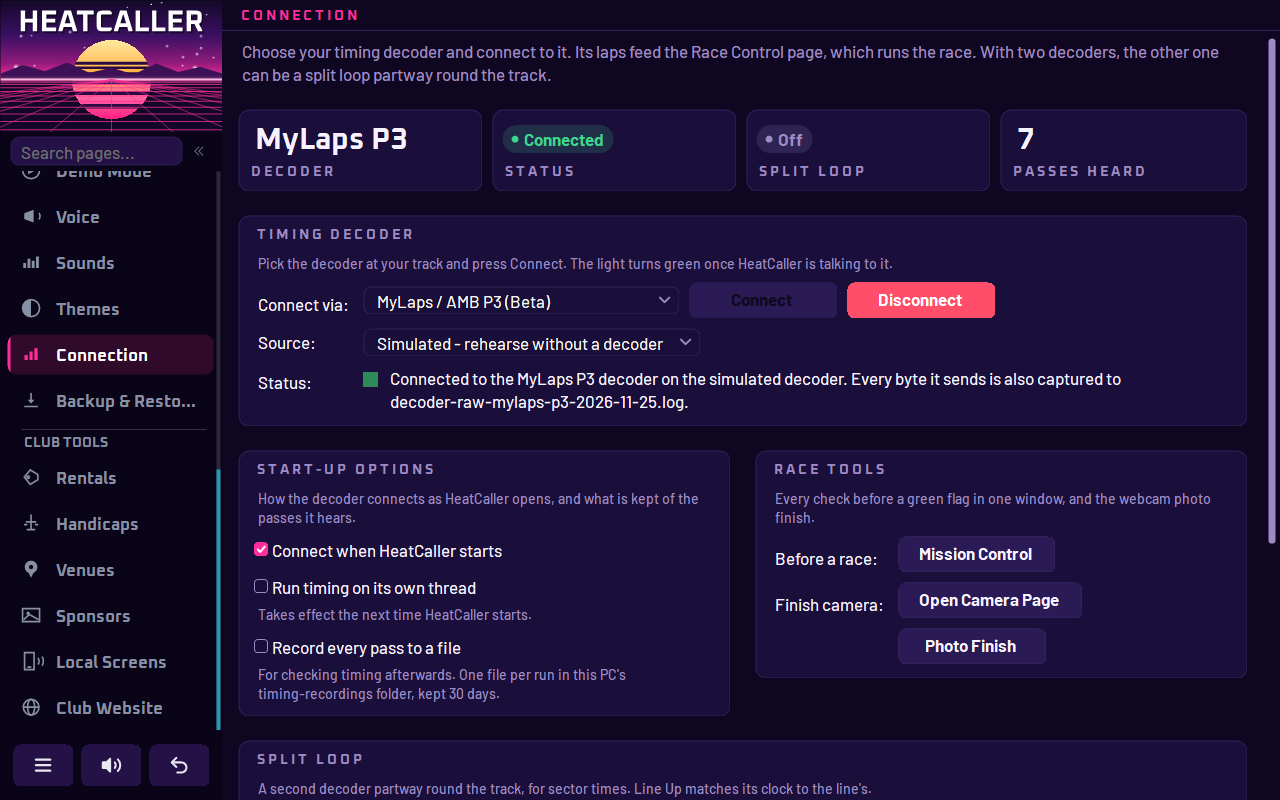 HEATCALLER
Search pages...
«
Demo Mode
Voice
Sounds
Themes
Connection
Backup & Resto...
CLUB TOOLS
Rentals
Handicaps
Venues
Sponsors
Local Screens
Club Website
CONNECTION
Choose your timing decoder and connect to it. Its laps feed the Race Control page, which runs the race. With two decoders, the other one
can be a split loop partway round the track.
MyLaps P3
DECODER
Connected
STATUS
Off
SPLIT LOOP
7
PASSES HEARD
TIMING DECODER
Pick the decoder at your track and press Connect. The light turns green once HeatCaller is talking to it.
Connect via: MyLaps / AMB P3 (Beta) Connect Disconnect
Source: Simulated - rehearse without a decoder
Status: Connected to the MyLaps P3 decoder on the simulated decoder. Every byte it sends is also captured to
decoder-raw-mylaps-p3-2026-11-25.log.
START-UP OPTIONS
How the decoder connects as HeatCaller opens, and what is kept of the
passes it hears.
Connect when HeatCaller starts
Run timing on its own thread
Takes effect the next time HeatCaller starts.
Record every pass to a file
For checking timing afterwards. One file per run in this PC's
timing-recordings folder, kept 30 days.
RACE TOOLS
Every check before a green flag in one window, and the webcam photo
finish.
Before a race: Mission Control
Finish camera: Open Camera Page
Photo Finish
SPLIT LOOP
A second decoder partway round the track, for sector times. Line Up matches its clock to the line's.